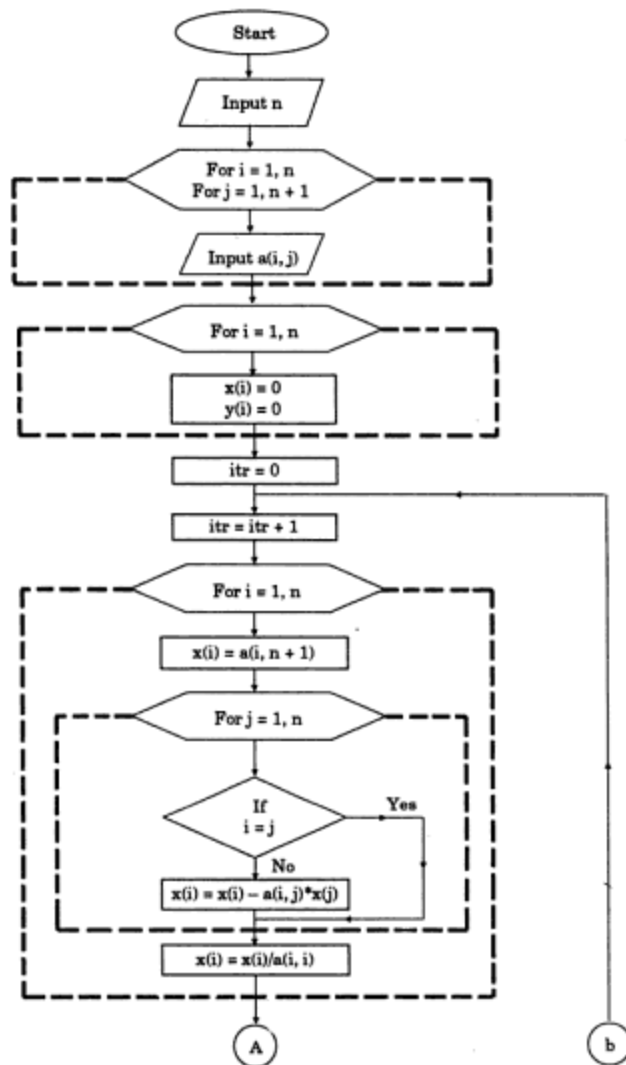 Start
Input n
For i = 1, n
For j = 1, n + 1
Input a(i, j)
For i = 1, n
x(i) = 0
y(i) = 0
itr = 0
itr = itr + 1
For i = 1, n
x(i) = a(i, n + 1)
For j = 1, n
If
i = j
Yes
No
x(i) = x(i) – a(i, j)*x(j)
x(i) = x(i)/a(i, i)
A
b